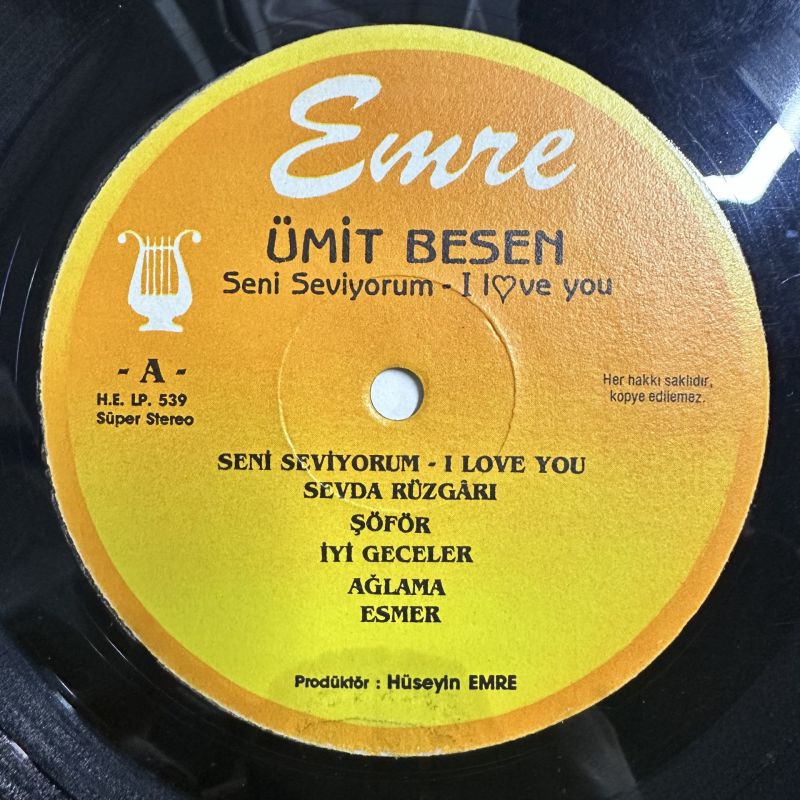 Emre
ÜMİT BESEN
Seni Seviyorum - I l♡ve you
- A -
H.E. LP. 539
Süper Stereo
Her hakkı saklıdır,
kopye edilemez.
SENİ SEVİYORUM - I LOVE YOU
SEVDA RÜZGÂRI
ŞÖFÖR
İYİ GECELER
AĞLAMA
ESMER
Prodüktör : Hüseyin EMRE